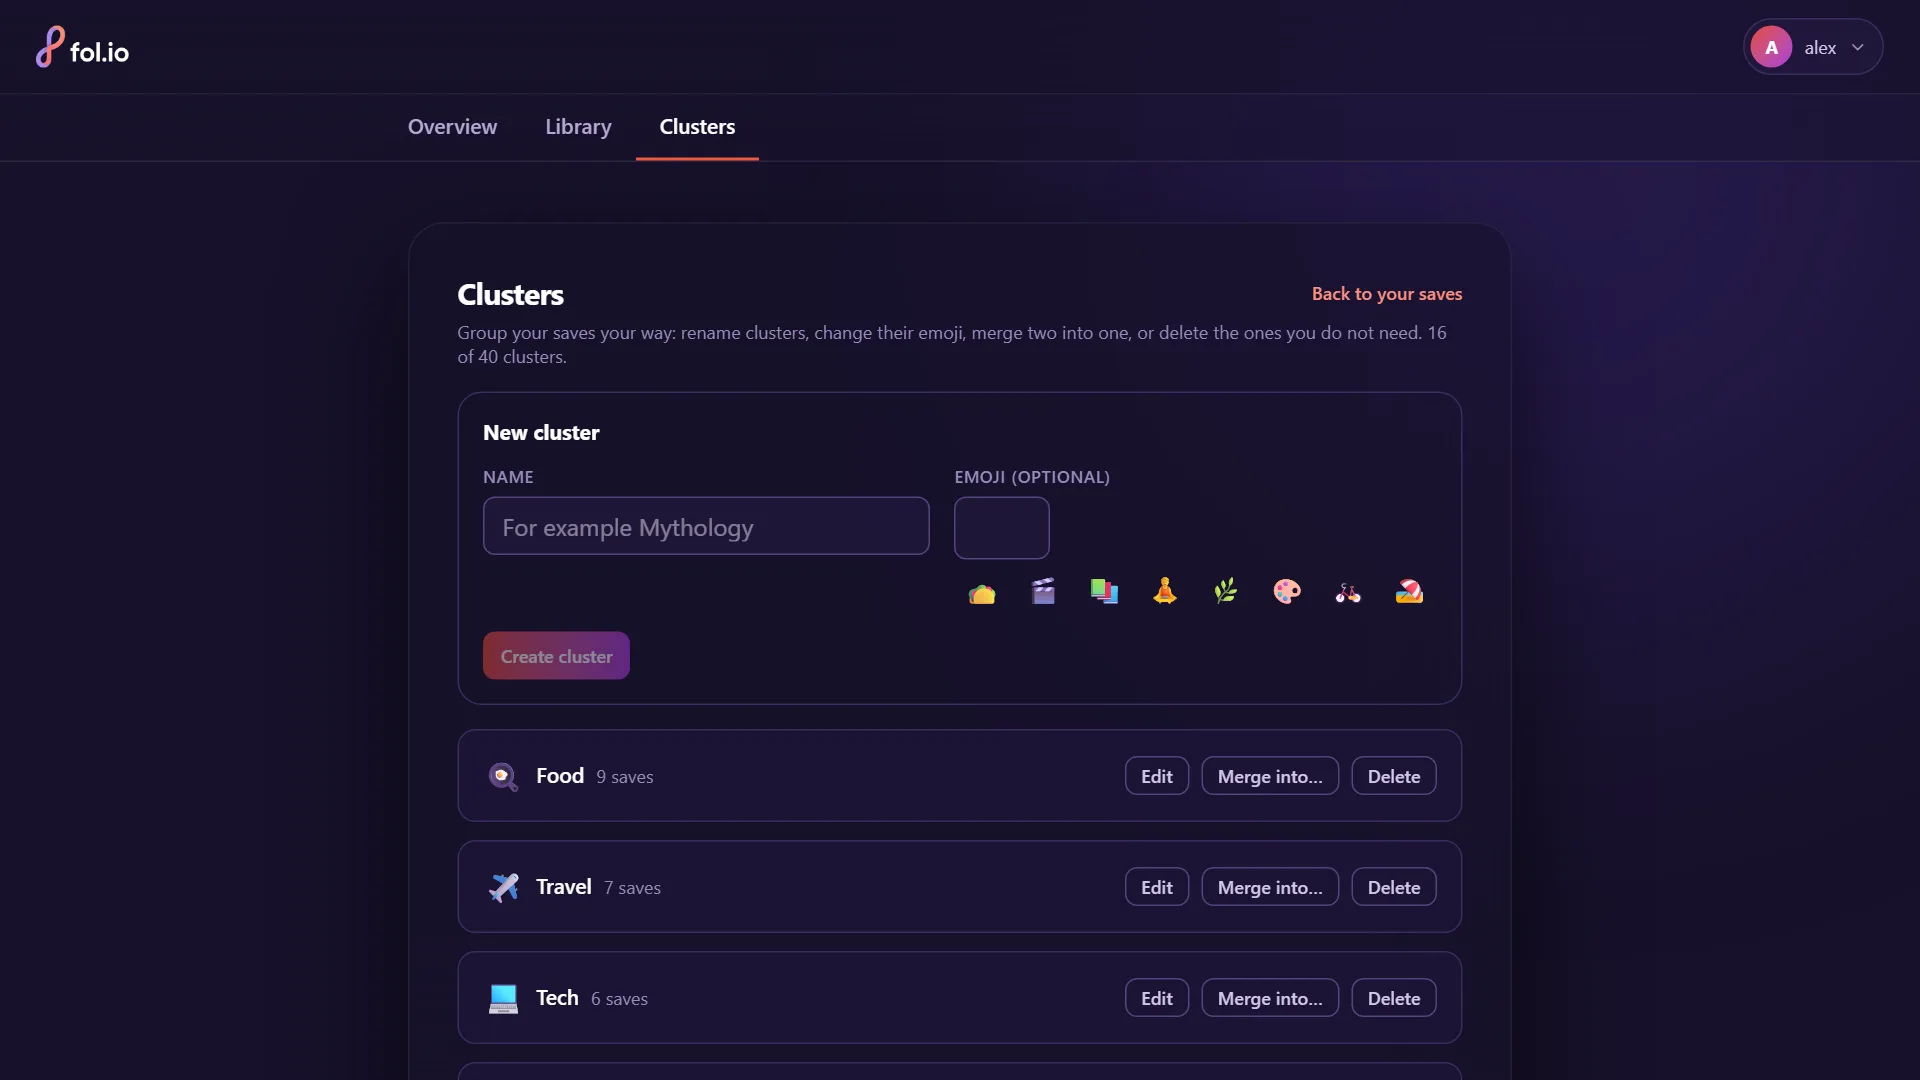 fol.io
A alex
Overview Library Clusters
Clusters
Back to your saves
Group your saves your way: rename clusters, change their emoji, merge two into one, or delete the ones you do not need. 16
of 40 clusters.
New cluster
NAME EMOJI (OPTIONAL)
For example Mythology
Create cluster
Food 9 saves Edit Merge into... Delete
Travel 7 saves Edit Merge into... Delete
Tech 6 saves Edit Merge into... Delete